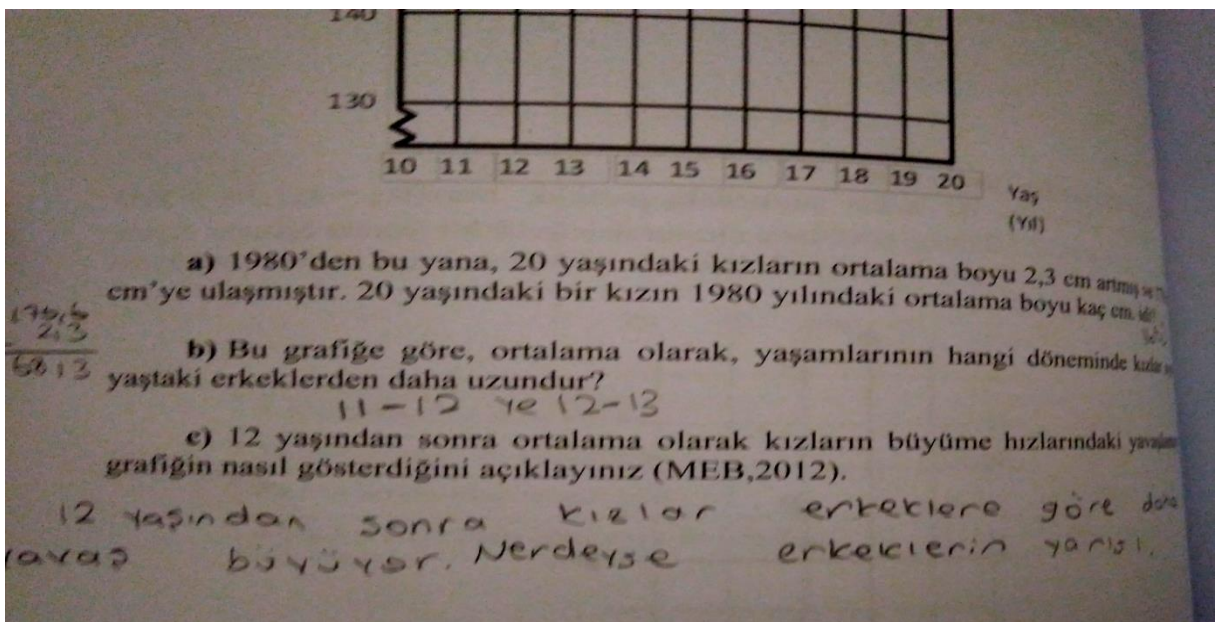 140
130
10 11 12 13 14 15 16 17 18 19 20
Yaş
(Yıl)
a) 1980'den bu yana, 20 yaşındaki kızların ortalama boyu 2,3 cm artmış
cm'ye ulaşmıştır. 20 yaşındaki bir kızın 1980 yılındaki ortalama boyu kaç cm. idi?
2,3
b) Bu grafiğe göre, ortalama olarak, yaşamlarının hangi döneminde kızlar
yaştaki erkeklerden daha uzundur?
11-12 ve 12-13
c) 12 yaşından sonra ortalama olarak kızların büyüme hızlarındaki
grafiğin nasıl gösterdiğini açıklayınız (MEB,2012).
12 yaşından sonra kızlar erkeklere göre daha
yavaş büyüyor. Nerdeyse erkeklerin yarısı.